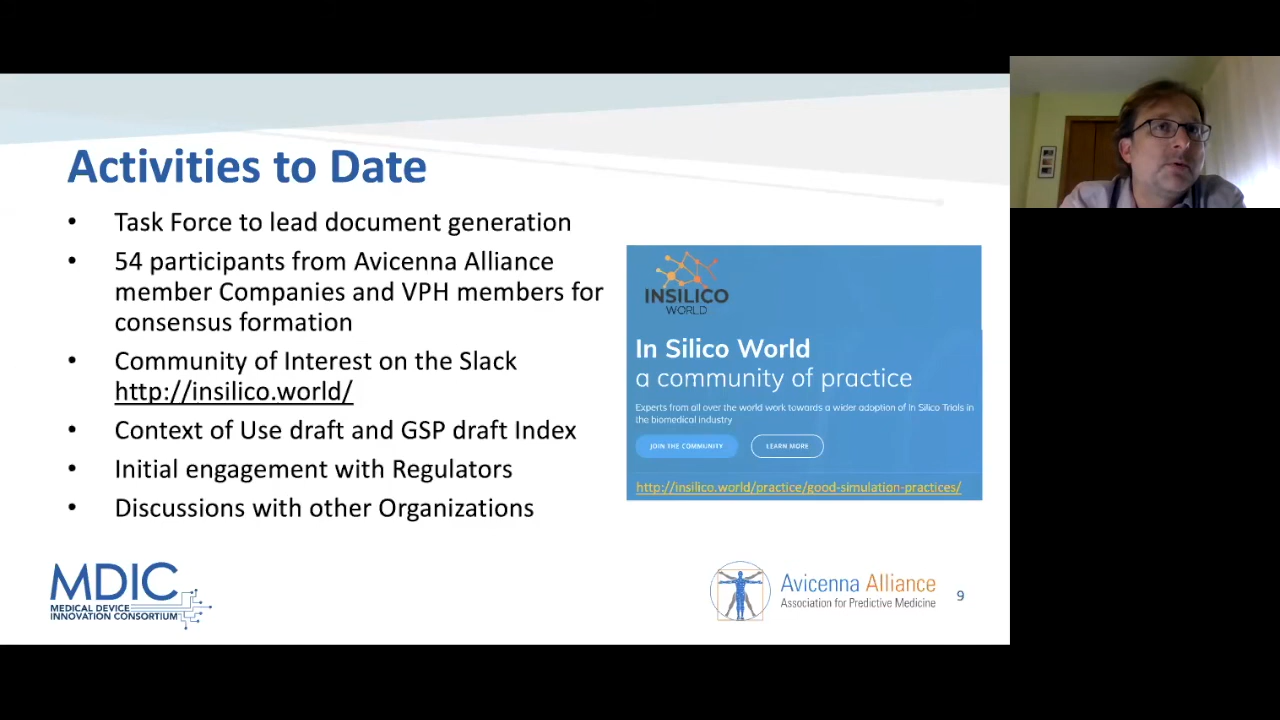 Activities to Date
• Task Force to lead document generation
• 54 participants from Avicenna Alliance
member Companies and VPH members for
consensus formation
• Community of Interest on the Slack
http://insilico.world/
• Context of Use draft and GSP draft Index
• Initial engagement with Regulators
• Discussions with other Organizations
INSILICO
WORLD
In Silico World
a community of practice
Experts from all over the world work towards a wider adoption of In Silico Trials in
the biomedical industry
JOIN THE COMMUNITY
LEARN MORE
http://insilico.world/practice/good-simulation-practices/
MDIC
MEDICAL DEVICE
INNOVATION CONSORTIUM
Avicenna Alliance
Association for Predictive Medicine
9